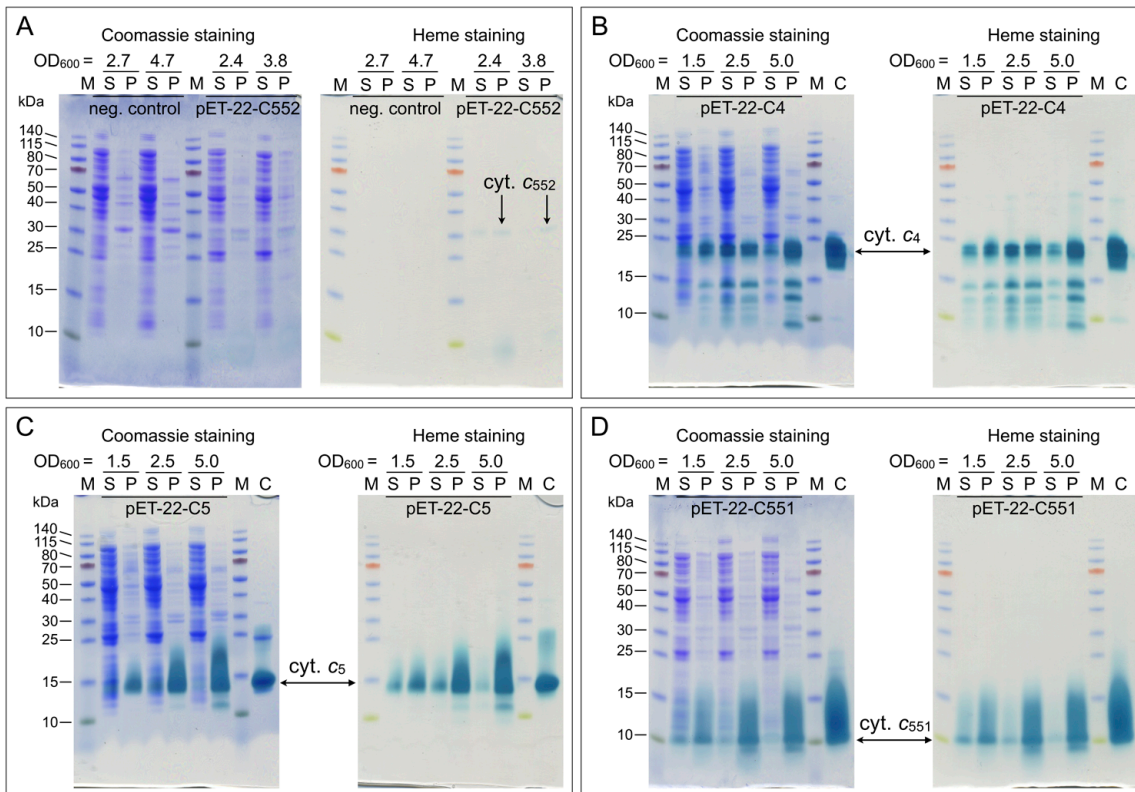 A
Coomassie staining
Heme staining
OD600 = 2.7 4.7 2.4 3.8 2.7 4.7 2.4 3.8
M S P S P M S P S P M S P S P M S P S P
kDa
neg. control pET-22-C552 neg. control pET-22-C552
140
115
80
70
50
40
30
25
15
10
cyt. c552
B
Coomassie staining
Heme staining
OD600 = 1.5 2.5 5.0 1.5 2.5 5.0
M S P S P S P M C M S P S P S P M C
kDa
pET-22-C4 pET-22-C4
140
115
80
70
50
40
30
25
15
10
cyt. c4
C
Coomassie staining
Heme staining
OD600 = 1.5 2.5 5.0 OD600 = 1.5 2.5 5.0
M S P S P S P M C M S P S P S P M C
kDa
pET-22-C5 pET-22-C5
140
115
80
70
50
40
30
25
15
10
cyt. c5
D
Coomassie staining
Heme staining
OD600 = 1.5 2.5 5.0 OD600 = 1.5 2.5 5.0
M S P S P S P M C M S P S P S P M C
kDa
pET-22-C551 pET-22-C551
140
115
80
70
50
40
30
25
15
10
cyt. c551